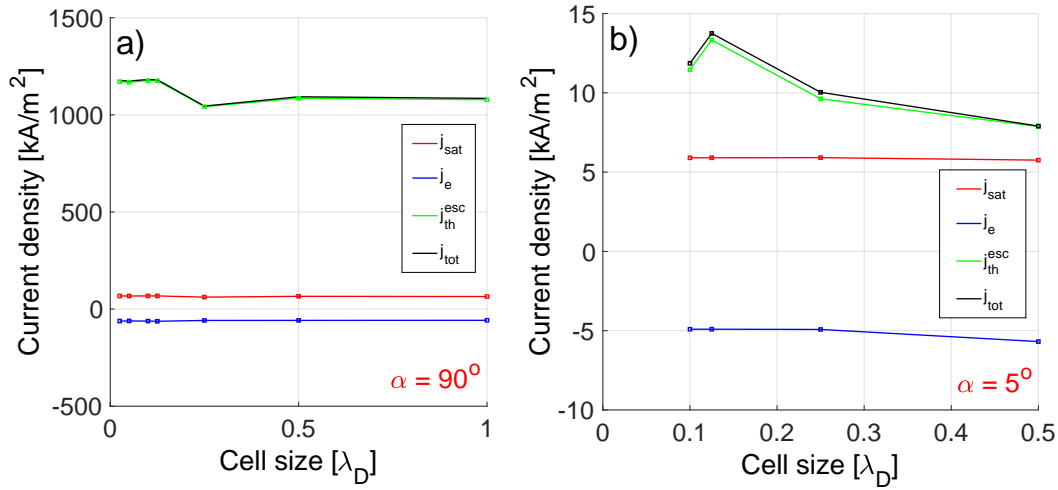 a)
Current density [kA/m²]
1500
1000
500
0
-500
j_sat
j_e
j_th^esc
j_tot
α = 90°
0
0.5
1
Cell size [λ_D]
b)
Current density [kA/m²]
15
10
5
0
-5
-10
j_sat
j_e
j_th^esc
j_tot
α = 5°
0
0.1
0.2
0.3
0.4
0.5
Cell size [λ_D]